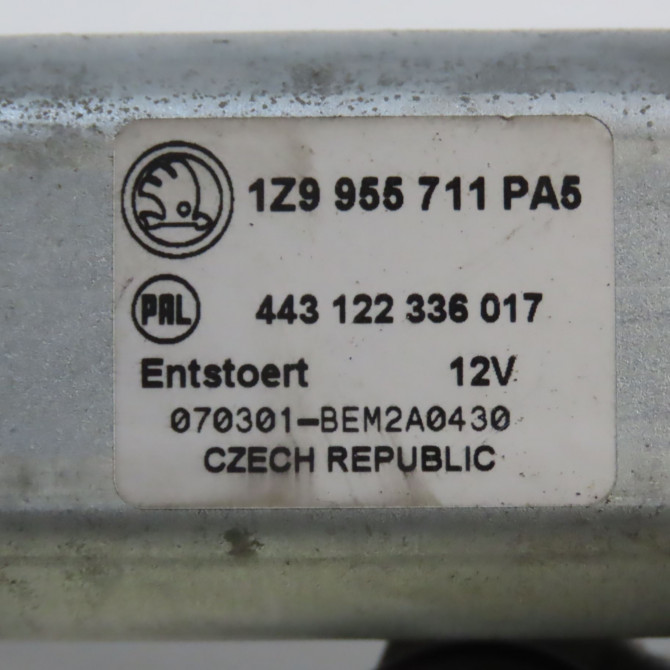 1Z9 955 711 PA5
PAL 443 122 336 017
Entstoert 12V
070301-BEM2A0430
CZECH REPUBLIC